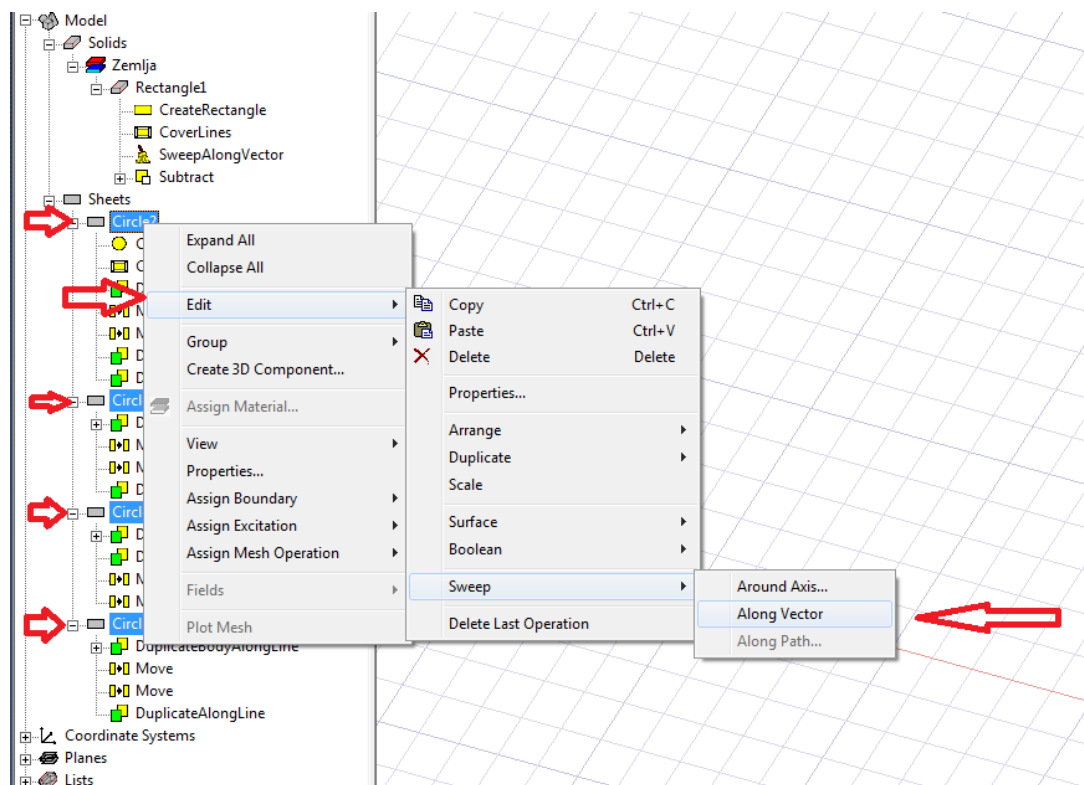 Model
Solids
Zemlja
Rectangle1
CreateRectangle
CoverLines
SweepAlongVector
Subtract
Sheets
Circle2
Expand All
Collapse All
Edit
Group
Create 3D Component...
Assign Material...
View
Properties...
Assign Boundary
Assign Excitation
Assign Mesh Operation
Fields
Plot Mesh
Copy Ctrl+C
Paste Ctrl+V
Delete Delete
Properties...
Arrange
Duplicate
Scale
Surface
Boolean
Sweep
Delete Last Operation
Around Axis...
Along Vector
Along Path...
DuplicateBodyAlongLine
Move
Move
DuplicateAlongLine
Coordinate Systems
Planes
Lists